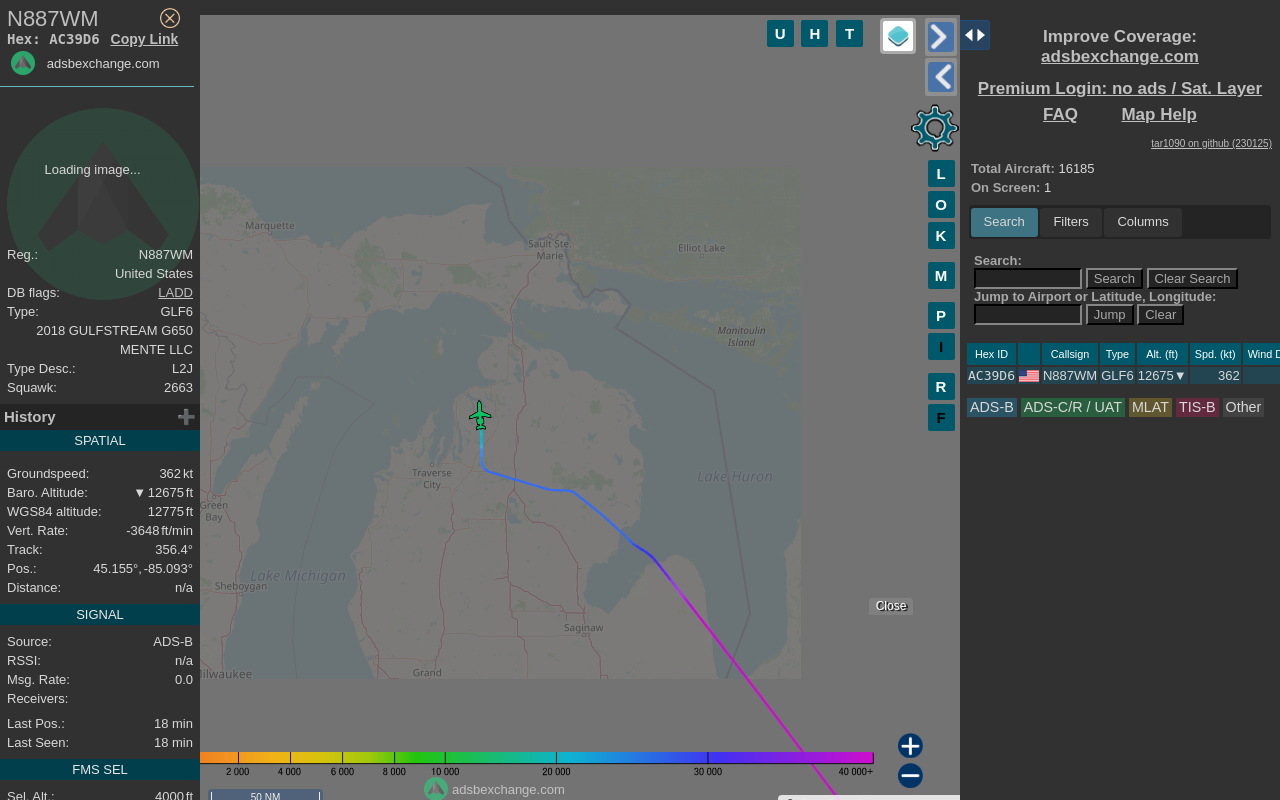 N887WM
Hex: AC39D6 Copy Link
adsbexchange.com
Loading image...
Reg.: N887WM
United States
DB flags: LADD
Type: GLF6
2018 GULFSTREAM G650
MENTE LLC
Type Desc.: L2J
Squawk: 2663
History
SPATIAL
Groundspeed: 362 kt
Baro. Altitude: ▼ 12675 ft
WGS84 altitude: 12775 ft
Vert. Rate: -3648 ft/min
Track: 356.4°
Pos.: 45.155°, -85.093°
Distance: n/a
SIGNAL
Source: ADS-B
RSSI: n/a
Msg. Rate: 0.0
Receivers:
Last Pos.: 18 min
Last Seen: 18 min
FMS SEL
Sel. Alt.: 4000 ft
U H T
L
O
K
M
P
I
R
F
Marquette
Sault Ste.
Marie
Elliot Lake
Manitoulin
Island
Traverse
City
Lake Huron
Green
Bay
Lake Michigan
Sheboygan
Saginaw
Milwaukee
Grand
Close
2 000 4 000 6 000 8 000 10 000 20 000 30 000 40 000+
50 NM
adsbexchange.com
Improve Coverage:
adsbexchange.com
Premium Login: no ads / Sat. Layer
FAQ Map Help
tar1090 on github (230125)
Total Aircraft: 16185
On Screen: 1
Search Filters Columns
Search:
Search Clear Search
Jump to Airport or Latitude, Longitude:
Jump Clear
Hex ID Callsign Type Alt. (ft) Spd. (kt) Wind D
AC39D6 N887WM GLF6 12675▼ 362
ADS-B ADS-C/R / UAT MLAT TIS-B Other